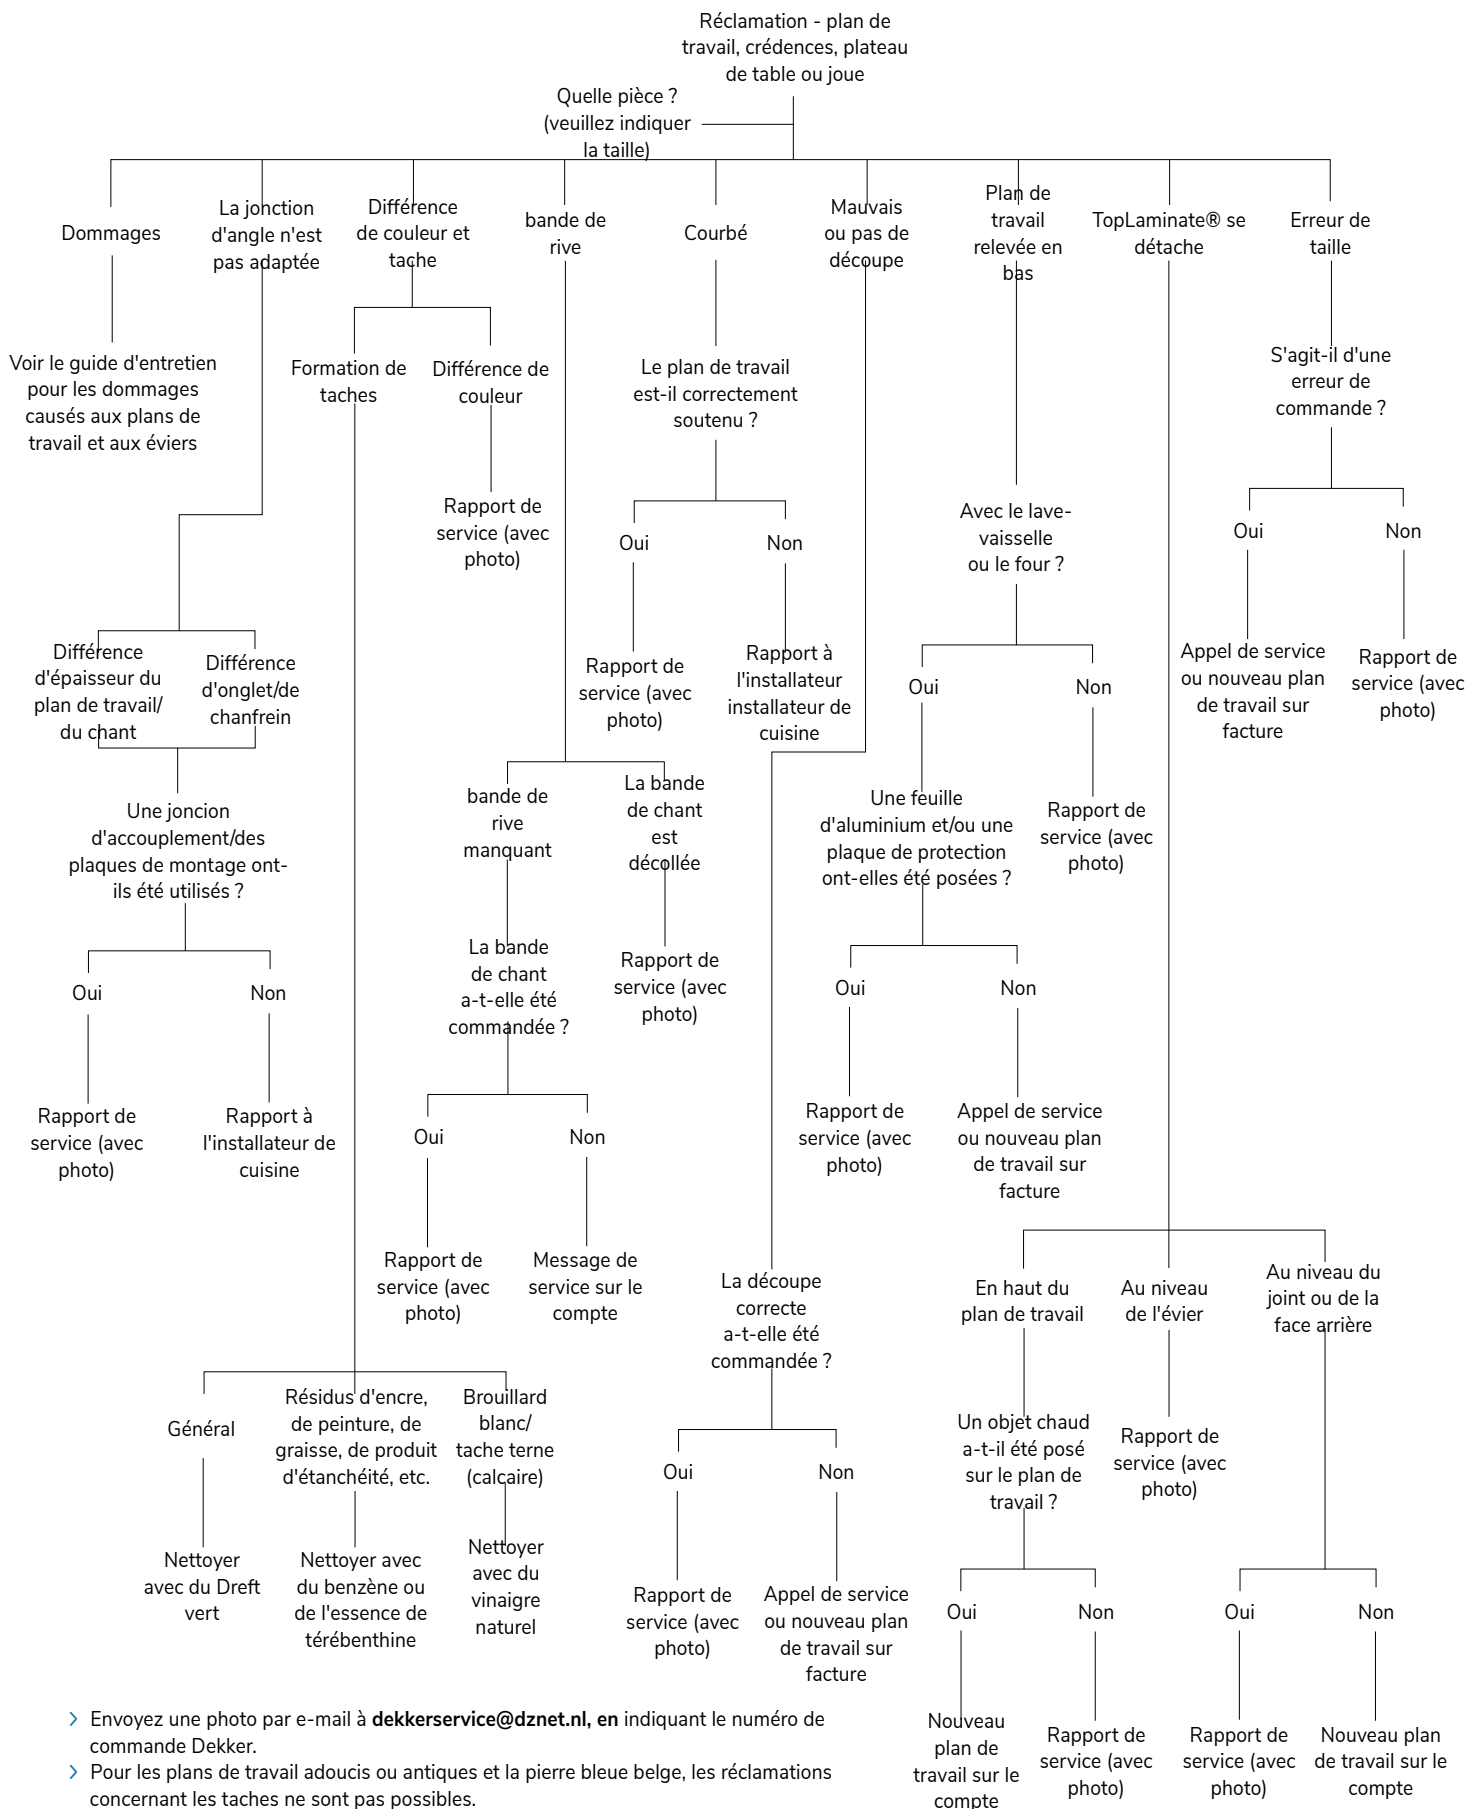 Réclamation - plan de
travail, crédences, plateau
de table ou joue
Quelle pièce ?
(veuillez indiquer
la taille)
Dommages
La jonction
d'angle n'est
pas adaptée
Différence
de couleur et
tache
bande de
rive
Courbé
Mauvais
ou pas de
découpe
Plan de
travail
relevée en
bas
TopLaminate® se
détache
Erreur de
taille
Voir le guide d'entretien
pour les dommages
causés aux plans de
travail et aux éviers
Formation de
taches
Différence de
couleur
Le plan de travail
est-il correctement
soutenu ?
S'agit-il d'une
erreur de
commande ?
Rapport de
service (avec
photo)
Avec le lave-
vaisselle
ou le four ?
Oui
Non
Oui
Non
Différence
d'épaisseur du
plan de travail/
du chant
Différence
d'onglet/de
chanfrein
Rapport de
service (avec
photo)
Rapport à
l'installateur
installateur de
cuisine
Oui
Non
Appel de service
ou nouveau plan
de travail sur
facture
Rapport de
service (avec
photo)
Une joncion
d'accouplement/des
plaques de montage ont-
ils été utilisés ?
bande de
rive
manquant
La bande
de chant
est
décollée
Une feuille
d'aluminium et/ou une
plaque de protection
ont-elles été posées ?
Rapport de
service (avec
photo)
La bande
de chant
a-t-elle été
commandée ?
Rapport de
service (avec
photo)
Oui
Non
Oui
Non
Rapport de
service (avec
photo)
Rapport à
l'installateur de
cuisine
Oui
Non
Rapport de
service (avec
photo)
Appel de service
ou nouveau plan
de travail sur
facture
Rapport de
service (avec
photo)
Message de
service sur le
compte
La découpe
correcte
a-t-elle été
commandée ?
En haut du
plan de travail
Au niveau
de l'évier
Au niveau du
joint ou de la
face arrière
Général
Résidus d'encre,
de peinture, de
graisse, de produit
d'étanchéité, etc.
Brouillard
blanc/
tache terne
(calcaire)
Oui
Non
Un objet chaud
a-t-il été posé
sur le plan de
travail ?
Rapport de
service (avec
photo)
Nettoyer
avec du Dreft
vert
Nettoyer avec
du benzène ou
de l'essence de
térébenthine
Nettoyer
avec du
vinaigre
naturel
Rapport de
service (avec
photo)
Appel de service
ou nouveau plan
de travail sur
facture
Oui
Non
Oui
Non
Nouveau
plan de
travail sur le
compte
Rapport de
service (avec
photo)
Rapport de
service (avec
photo)
Nouveau plan
de travail sur le
compte
Envoyez une photo par e-mail à dekkerservice@dznet.nl, en indiquant le numéro de
commande Dekker.
Pour les plans de travail adoucis ou antiques et la pierre bleue belge, les réclamations
concernant les taches ne sont pas possibles.